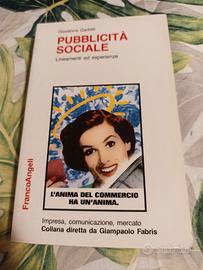 Giovanna Gadotti
PUBBLICITÀ
SOCIALE
Lineamenti ed esperienze
FrancoAngeli
L'ANIMA DEL COMMERCIO
HA UN'ANIMA.
Impresa, comunicazione, mercato
Collana diretta da Giampaolo Fabris